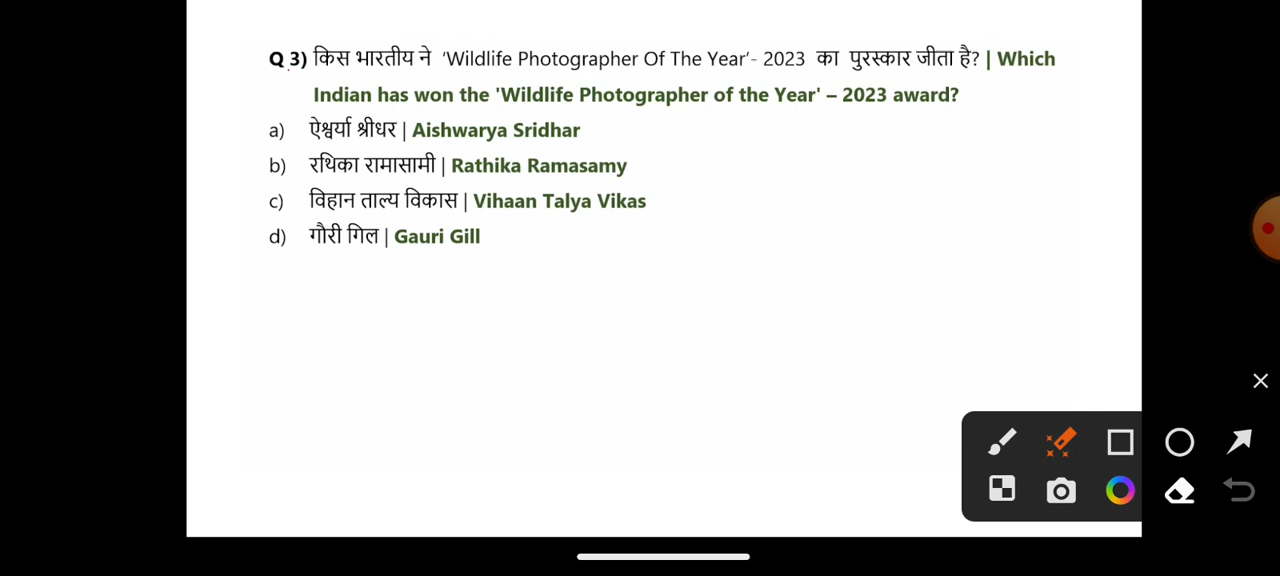 Q 3) किस भारतीय ने ‘Wildlife Photographer Of The Year’- 2023 का पुरस्कार जीता है? | Which
Indian has won the 'Wildlife Photographer of the Year' – 2023 award?
a) ऐश्वर्या श्रीधर | Aishwarya Sridhar
b) रथिका रामासामी | Rathika Ramasamy
c) विहान ताल्य विकास | Vihaan Talya Vikas
d) गौरी गिल | Gauri Gill